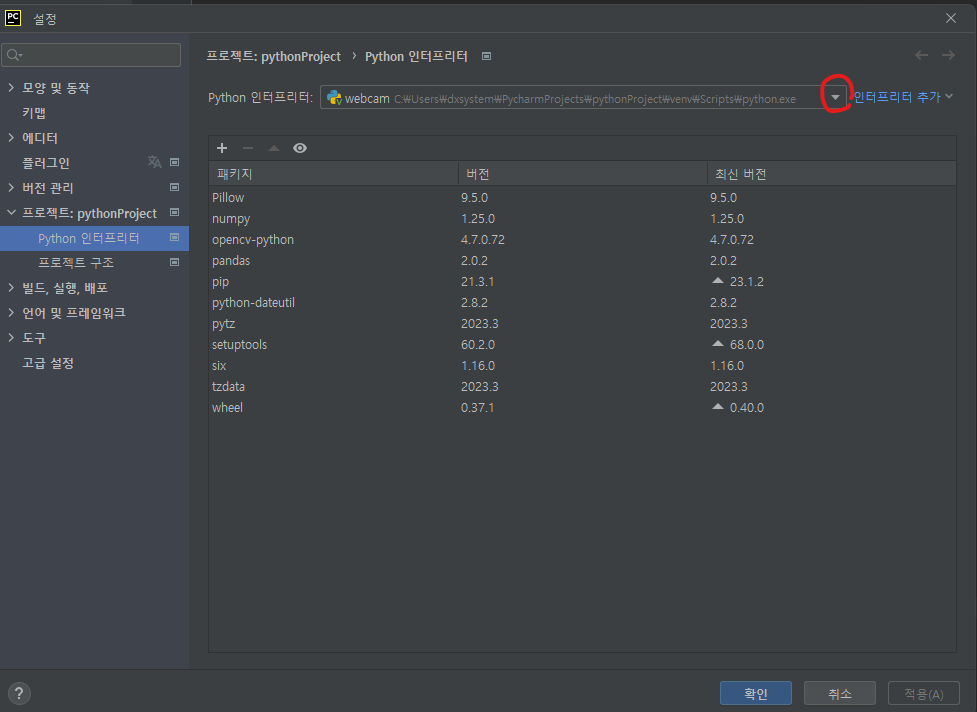 PC 설정
프로젝트: pythonProject › Python 인터프리터
Python 인터프리터: webcam C:₩Users₩dxsystem₩PycharmProjects₩pythonProject₩venv₩Scripts₩python.exe 인터프리터 추가
모양 및 동작
키맵
에디터
플러그인
버전 관리
프로젝트: pythonProject
Python 인터프리터
프로젝트 구조
빌드, 실행, 배포
언어 및 프레임워크
도구
고급 설정
패키지 버전 최신 버전
Pillow 9.5.0 9.5.0
numpy 1.25.0 1.25.0
opencv-python 4.7.0.72 4.7.0.72
pandas 2.0.2 2.0.2
pip 21.3.1 23.1.2
python-dateutil 2.8.2 2.8.2
pytz 2023.3 2023.3
setuptools 60.2.0 68.0.0
six 1.16.0 1.16.0
tzdata 2023.3 2023.3
wheel 0.37.1 0.40.0
? 확인 취소 적용(A)